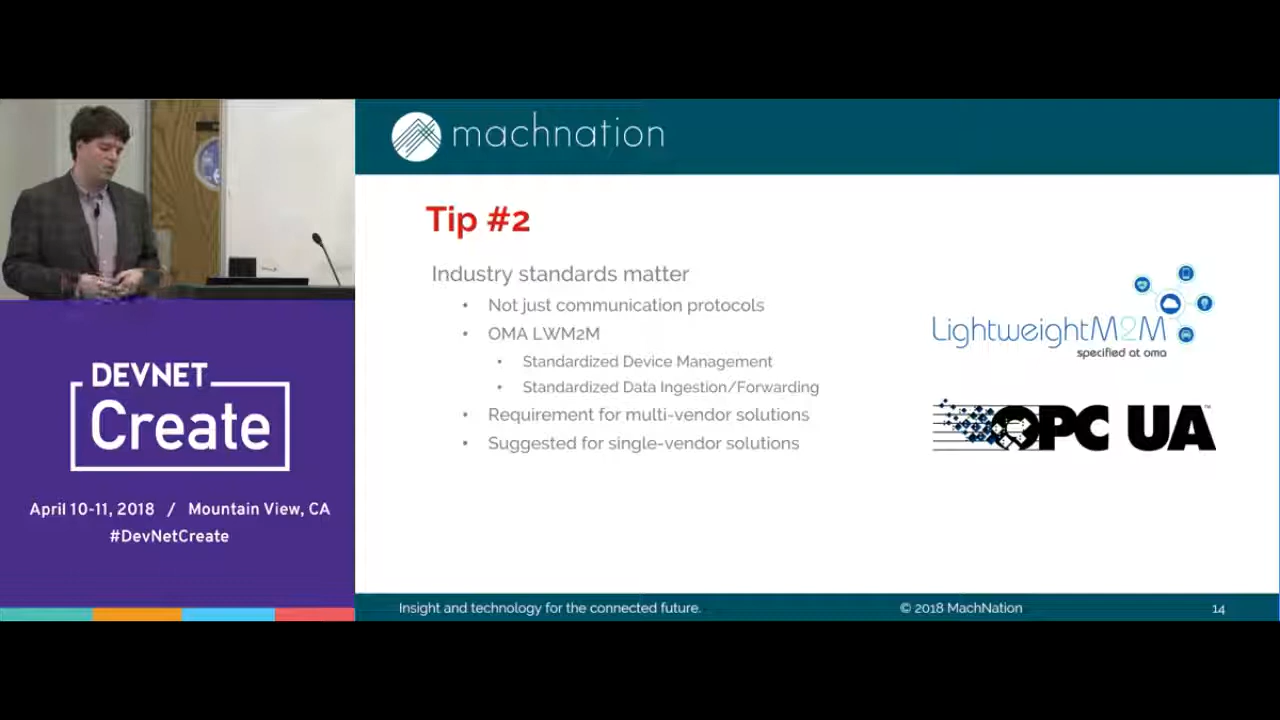 machnation
Tip #2
Industry standards matter
• Not just communication protocols
• OMA LWM2M
• Standardized Device Management
• Standardized Data Ingestion/Forwarding
• Requirement for multi-vendor solutions
• Suggested for single-vendor solutions
LightweightM2M
specified at oma
OPC UA™
DEVNET
Create
April 10-11, 2018 / Mountain View, CA
#DevNetCreate
Insight and technology for the connected future.
© 2018 MachNation
14